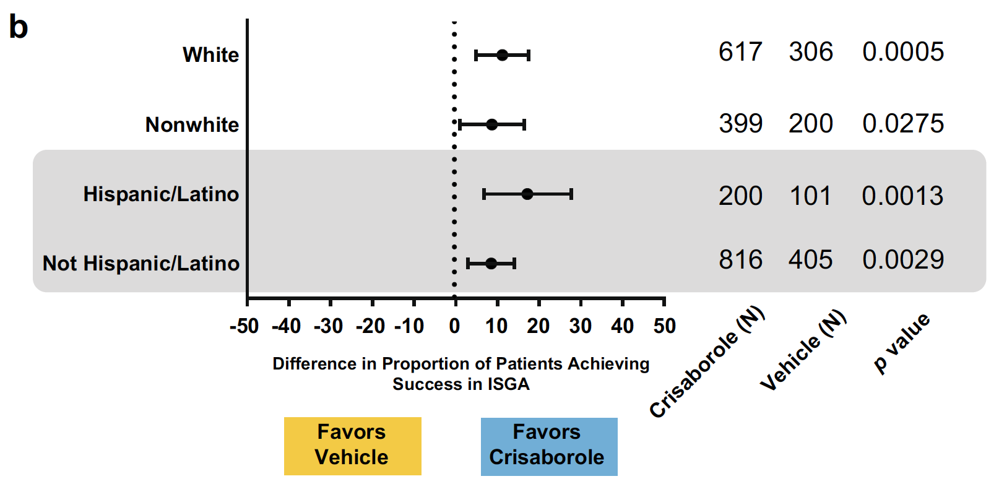 b
White 617 306 0.0005
Nonwhite 399 200 0.0275
Hispanic/Latino 200 101 0.0013
Not Hispanic/Latino 816 405 0.0029
-50 -40 -30 -20 -10 0 10 20 30 40 50
Crisaborole (N) Vehicle (N) p value
Difference in Proportion of Patients Achieving
Success in ISGA
Favors
Vehicle
Favors
Crisaborole